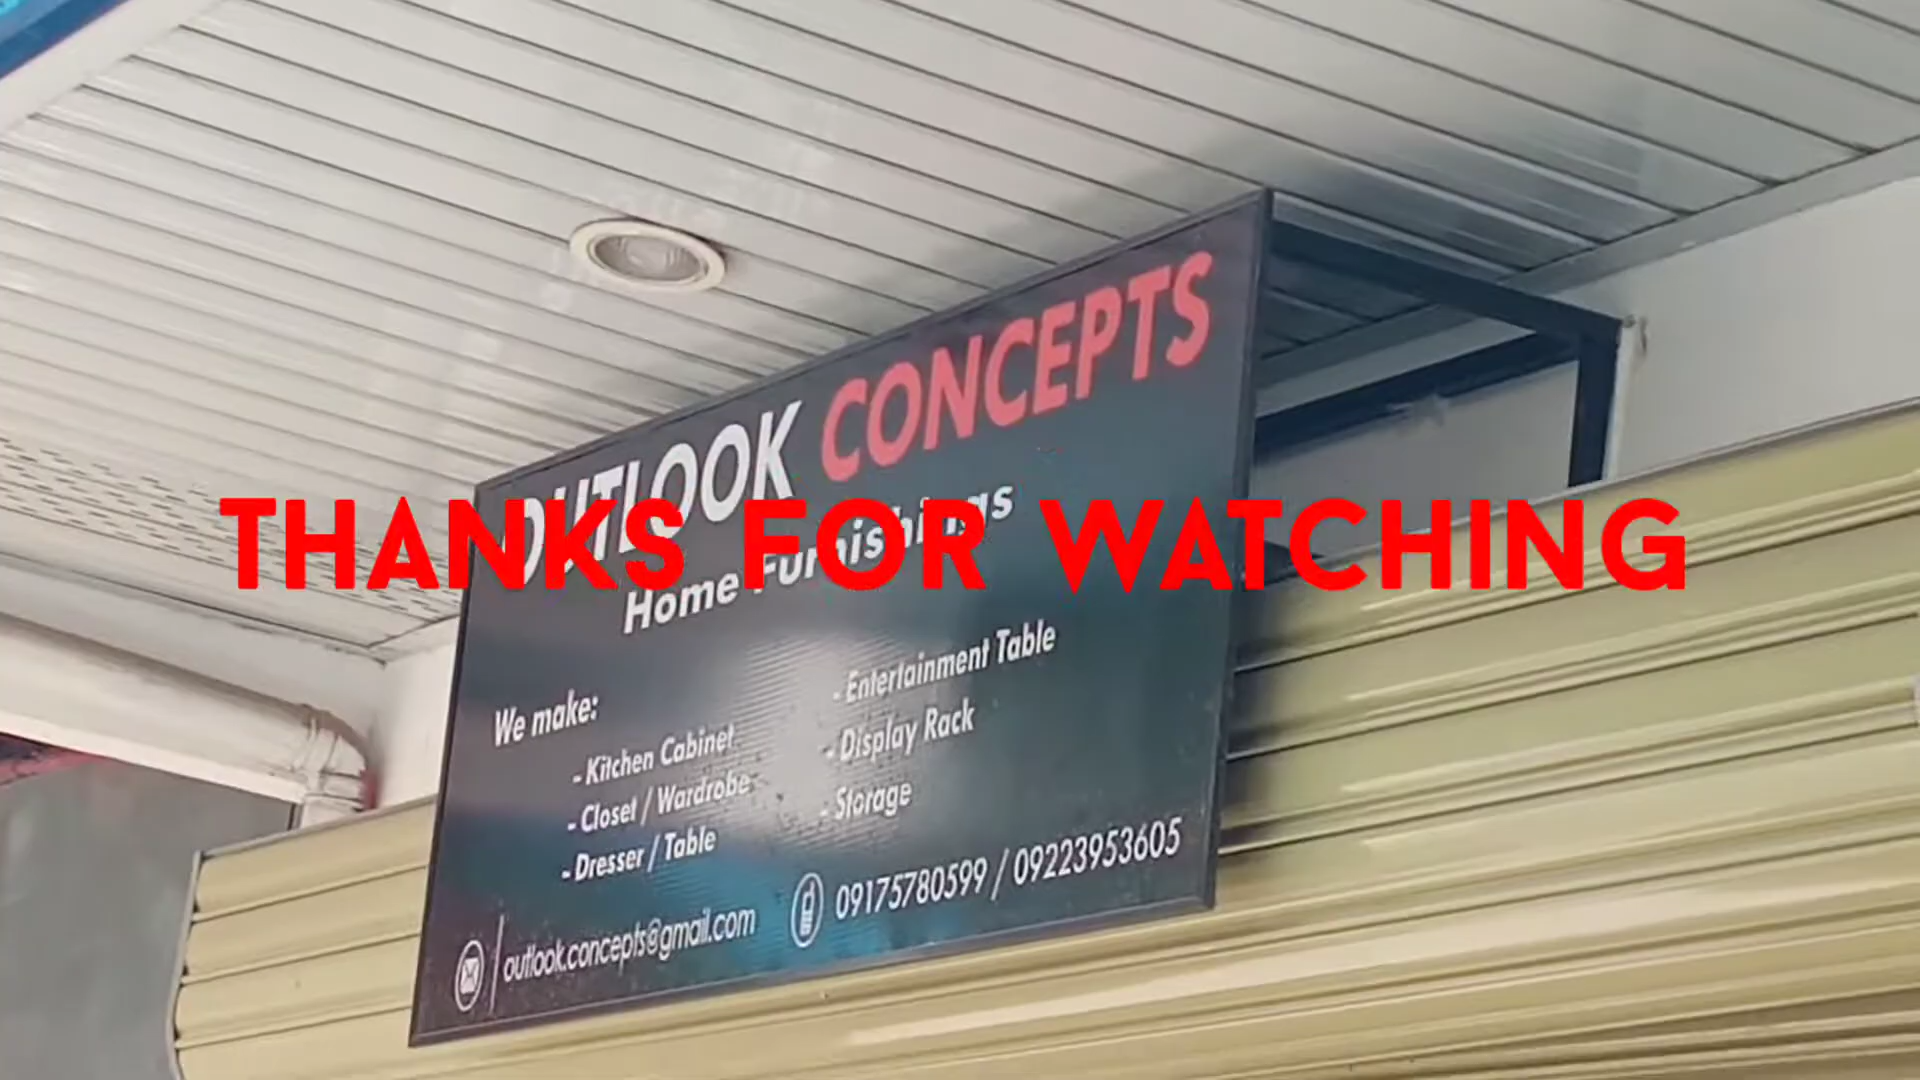 OUTLOOK CONCEPTS
Home Furnishings
THANKS FOR WATCHING
We make:
- Kitchen Cabinet
- Closet / Wardrobe
- Dresser / Table
- Entertainment Table
- Display Rack
- Storage
outlook.concepts@gmail.com
09175780599 / 09223953605